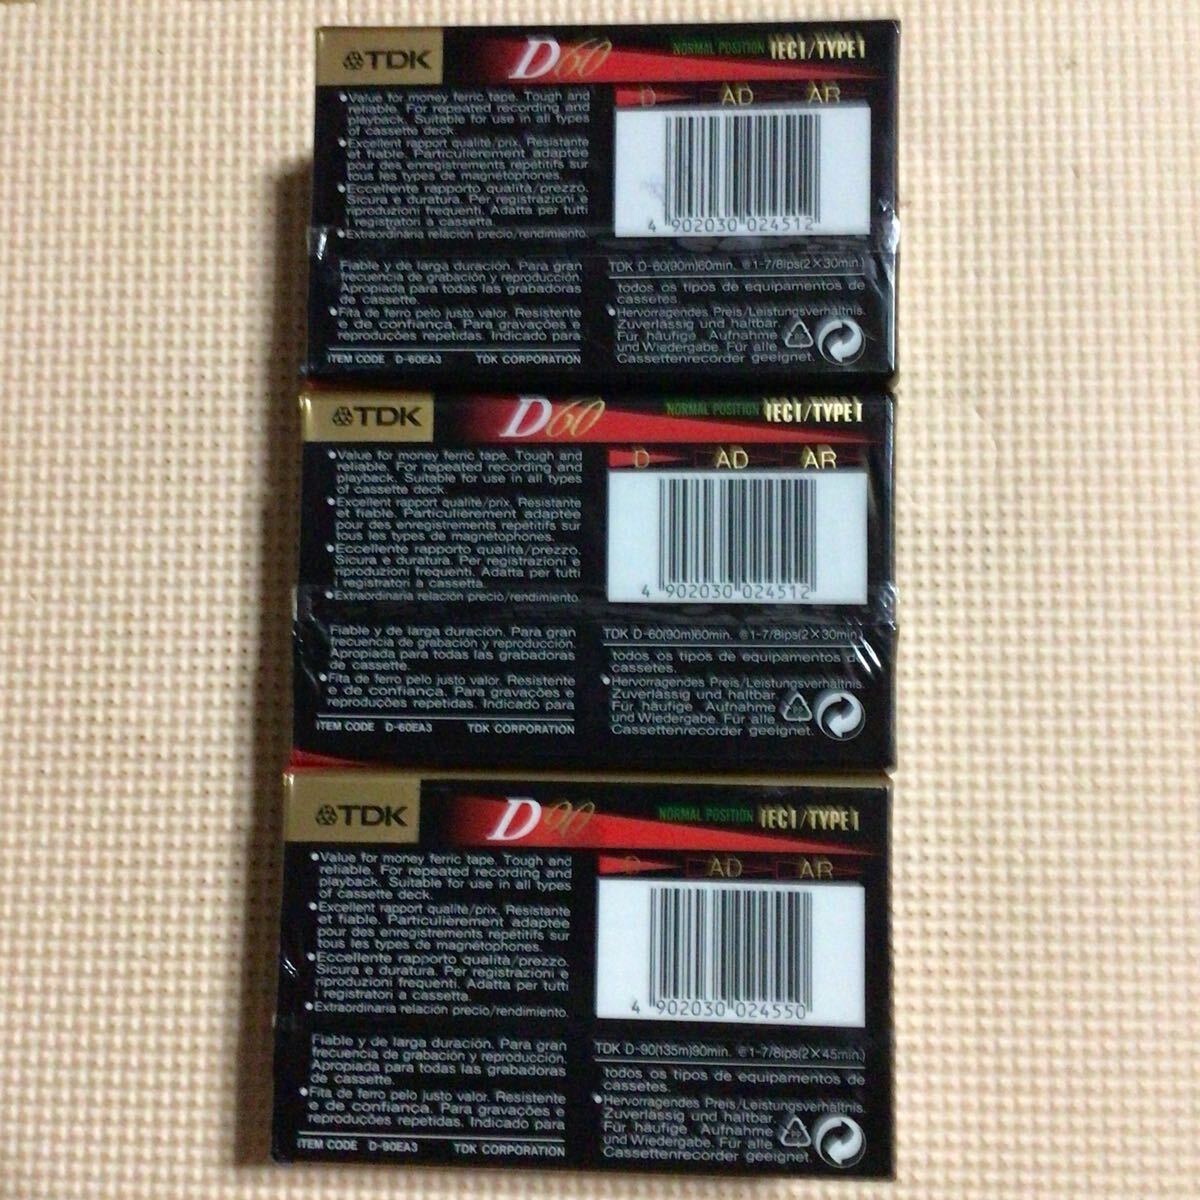 TDK D60 NORMAL POSITION IECI/TYPE I
•Value for money ferric tape. Tough and
reliable. For repeated recording and
playback. Suitable for use in all types
of cassette deck.
•Excellent rapport qualité/prix. Resistante
et fiable. Particulièrement adaptée
pour des enregistrements repétitifs sur
tous les types de magnétophones.
•Eccellente rapporto qualità/prezzo.
Sicura e duratura. Per registrazioni e
riproduzioni frequenti. Adatta per tutti
i registratori a cassetta.
•Extraordinaria relación precio/rendimiento.
Fiable y de larga duración. Para gran
frecuencia de grabación y reproducción.
Apropiada para todas las grabadoras
de cassette.
•Fita de ferro pelo justo valor. Resistente
e de confiança. Para gravações e
reproduções repetidas. Indicado para
ITEM CODE D-60EA3 TDK CORPORATION
D AD AR
4 902030 024512
TDK D-60(90m)60min. @1-7/8ips(2×30min.)
todos os tipos de equipamentos de
cassetes.
•Hervorragendes Preis/Leistungsverhältnis.
Zuverlässig und haltbar.
Für häufige Aufnahme
und Wiedergabe. Für alle
Cassettenrecorder geeignet.
TDK D60 NORMAL POSITION IECI/TYPE I
•Value for money ferric tape. Tough and
reliable. For repeated recording and
playback. Suitable for use in all types
of cassette deck.
•Excellent rapport qualité/prix. Resistante
et fiable. Particulièrement adaptée
pour des enregistrements repétitifs sur
tous les types de magnétophones.
•Eccellente rapporto qualità/prezzo.
Sicura e duratura. Per registrazioni e
riproduzioni frequenti. Adatta per tutti
i registratori a cassetta.
•Extraordinaria relación precio/rendimiento.
Fiable y de larga duración. Para gran
frecuencia de grabación y reproducción.
Apropiada para todas las grabadoras
de cassette.
•Fita de ferro pelo justo valor. Resistente
e de confiança. Para gravações e
reproduções repetidas. Indicado para
ITEM CODE D-60EA3 TDK CORPORATION
D AD AR
4 902030 024512
TDK D-60(90m)60min. @1-7/8ips(2×30min.)
todos os tipos de equipamentos de
cassetes.
•Hervorragendes Preis/Leistungsverhältnis.
Zuverlässig und haltbar.
Für häufige Aufnahme
und Wiedergabe. Für alle
Cassettenrecorder geeignet.
TDK D90 NORMAL POSITION IECI/TYPE I
•Value for money ferric tape. Tough and
reliable. For repeated recording and
playback. Suitable for use in all types
of cassette deck.
•Excellent rapport qualité/prix. Resistante
et fiable. Particulièrement adaptée
pour des enregistrements repétitifs sur
tous les types de magnétophones.
•Eccellente rapporto qualità/prezzo.
Sicura e duratura. Per registrazioni e
riproduzioni frequenti. Adatta per tutti
i registratori a cassetta.
•Extraordinaria relación precio/rendimiento.
Fiable y de larga duración. Para gran
frecuencia de grabación y reproducción.
Apropiada para todas las grabadoras
de cassette.
•Fita de ferro pelo justo valor. Resistente
e de confiança. Para gravações e
reproduções repetidas. Indicado para
ITEM CODE D-90EA3 TDK CORPORATION
D AD AR
4 902030 024550
TDK D-90(135m)90min. @1-7/8ips(2×45min.)
todos os tipos de equipamentos de
cassetes.
•Hervorragendes Preis/Leistungsverhältnis.
Zuverlässig und haltbar.
Für häufige Aufnahme
und Wiedergabe. Für alle
Cassettenrecorder geeignet.